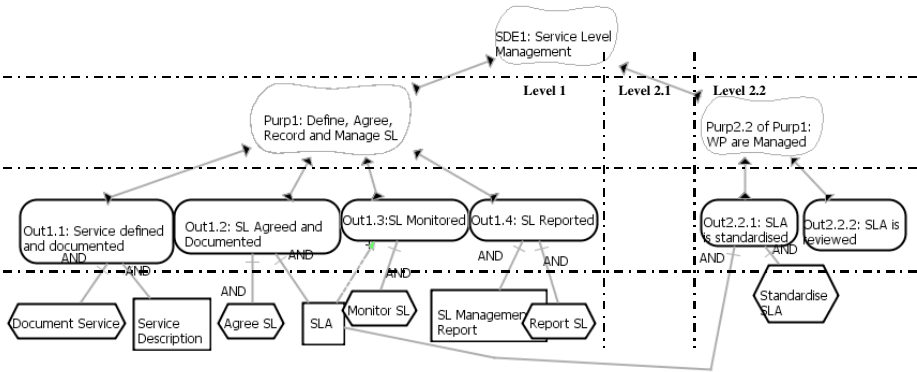 SDE1: Service Level
Management
Level 1
Level 2.1
Level 2.2
Purp1: Define, Agree,
Record and Manage SL
Purp2.2 of Purp1:
WP are Managed
Out1.1: Service defined
and documented
Out1.2: SL Agreed and
Documented
Out1.3:SL Monitored
Out1.4: SL Reported
Out2.2.1: SLA
is standardised
Out2.2.2: SLA is
reviewed
AND
AND
AND
AND
AND
AND
AND
AND
AND
Document Service
Service
Description
Agree SL
SLA
Monitor SL
SL Management
Report
Report SL
Standardise
SLA